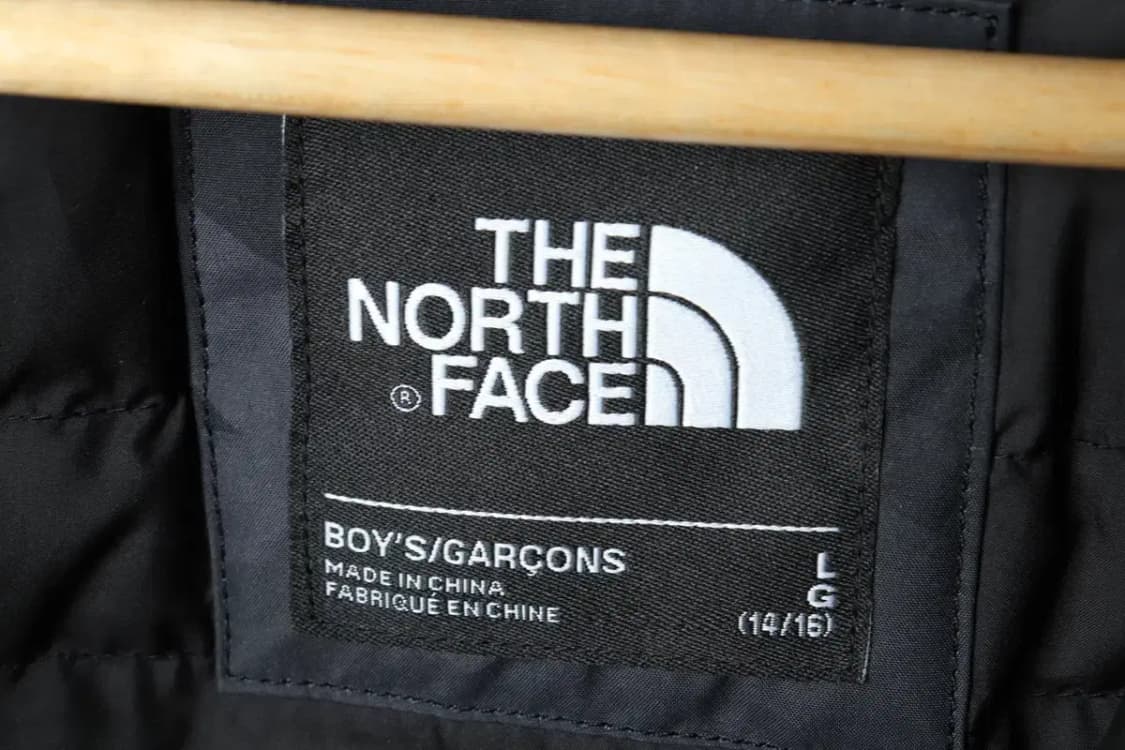 THE
NORTH
® FACE
BOY'S/GARÇONS L
MADE IN CHINA G
FABRIQUÉ EN CHINE (14/16)